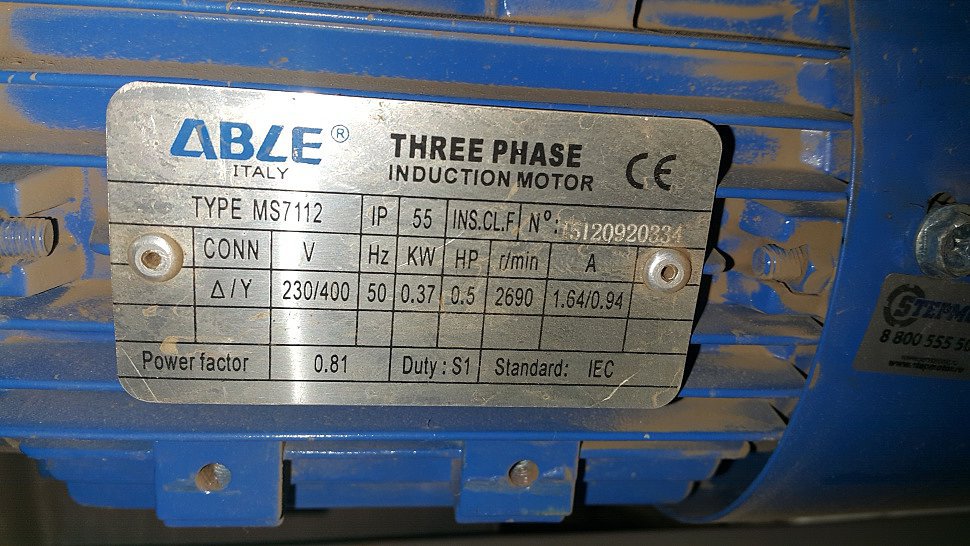 ABLE®
ITALY
THREE PHASE
INDUCTION MOTOR
CE
TYPE MS7112 IP 55 INS.CL.F Nº: 15120920334
CONN V Hz KW HP r/min A
Δ/Y 230/400 50 0.37 0.5 2690 1.64/0.94
Power factor 0.81 Duty: S1 Standard: IEC
8 800 555 50